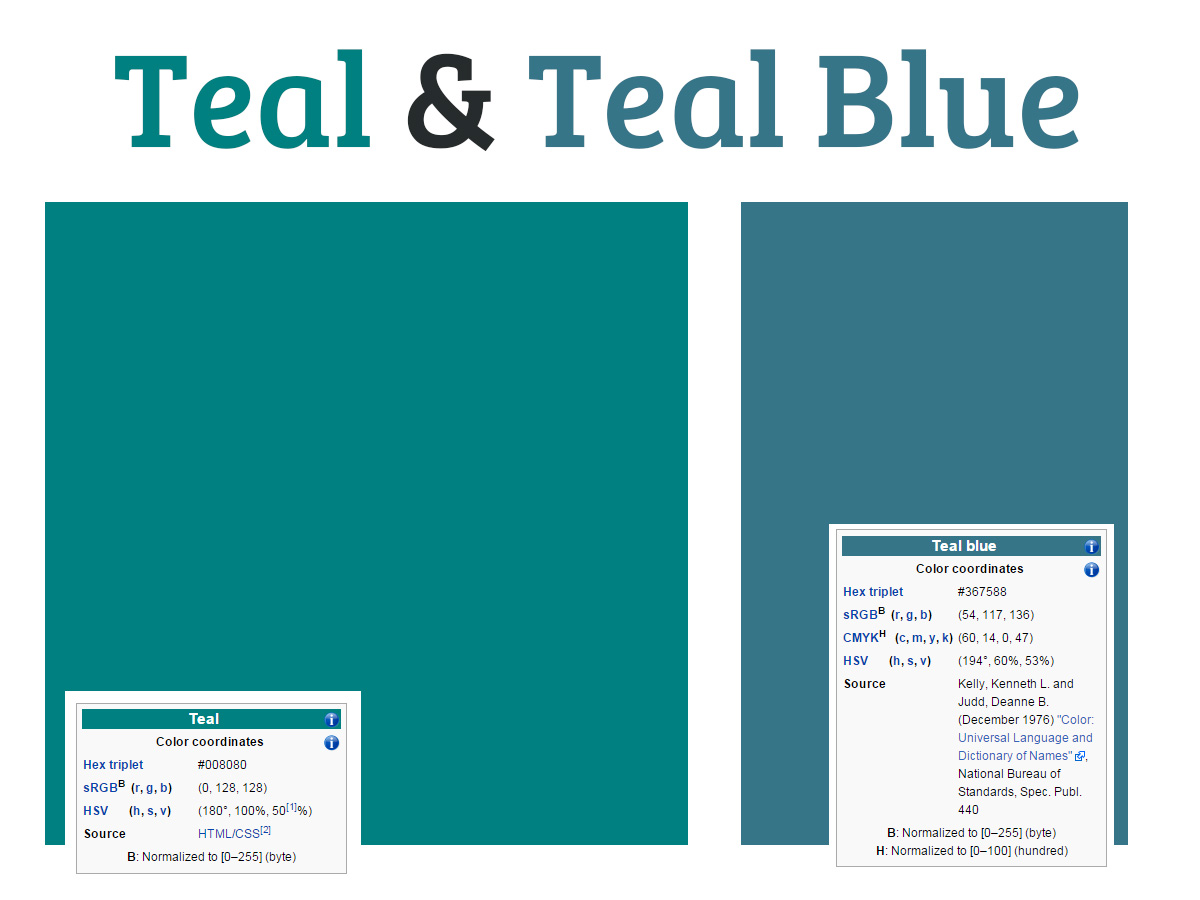 Teal & Teal Blue
Teal
Color coordinates
Hex triplet #008080
sRGBB (r, g, b) (0, 128, 128)
HSV (h, s, v) (180°, 100%, 50[1]%)
Source HTML/CSS[2]
B: Normalized to [0–255] (byte)
Teal blue
Color coordinates
Hex triplet #367588
sRGBB (r, g, b) (54, 117, 136)
CMYKH (c, m, y, k) (60, 14, 0, 47)
HSV (h, s, v) (194°, 60%, 53%)
Source Kelly, Kenneth L. and
Judd, Deanne B.
(December 1976) "Color:
Universal Language and
Dictionary of Names",
National Bureau of
Standards, Spec. Publ.
440
B: Normalized to [0–255] (byte)
H: Normalized to [0–100] (hundred)